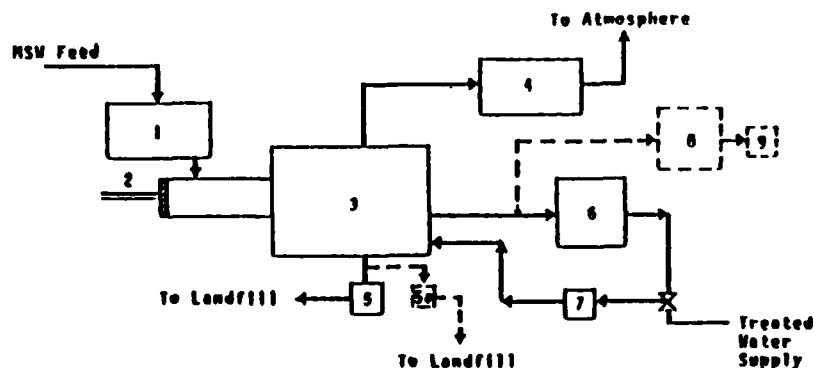 To Atmosphere
MSW Feed
4
1
8
9
2
3
6
To Landfill
5
5a
7
To Landfill
Treated
Water
Supply